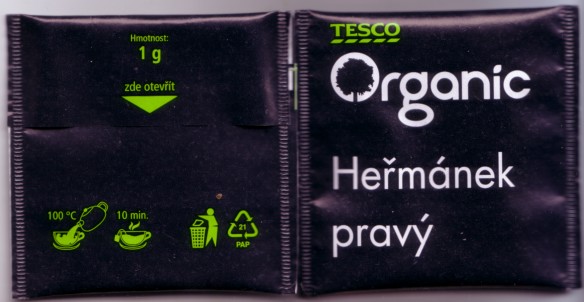 Hmotnost:
1 g
zde otevřít
100 °C
10 min.
21
PAP
TESCO
Organic
Heřmánek
pravý